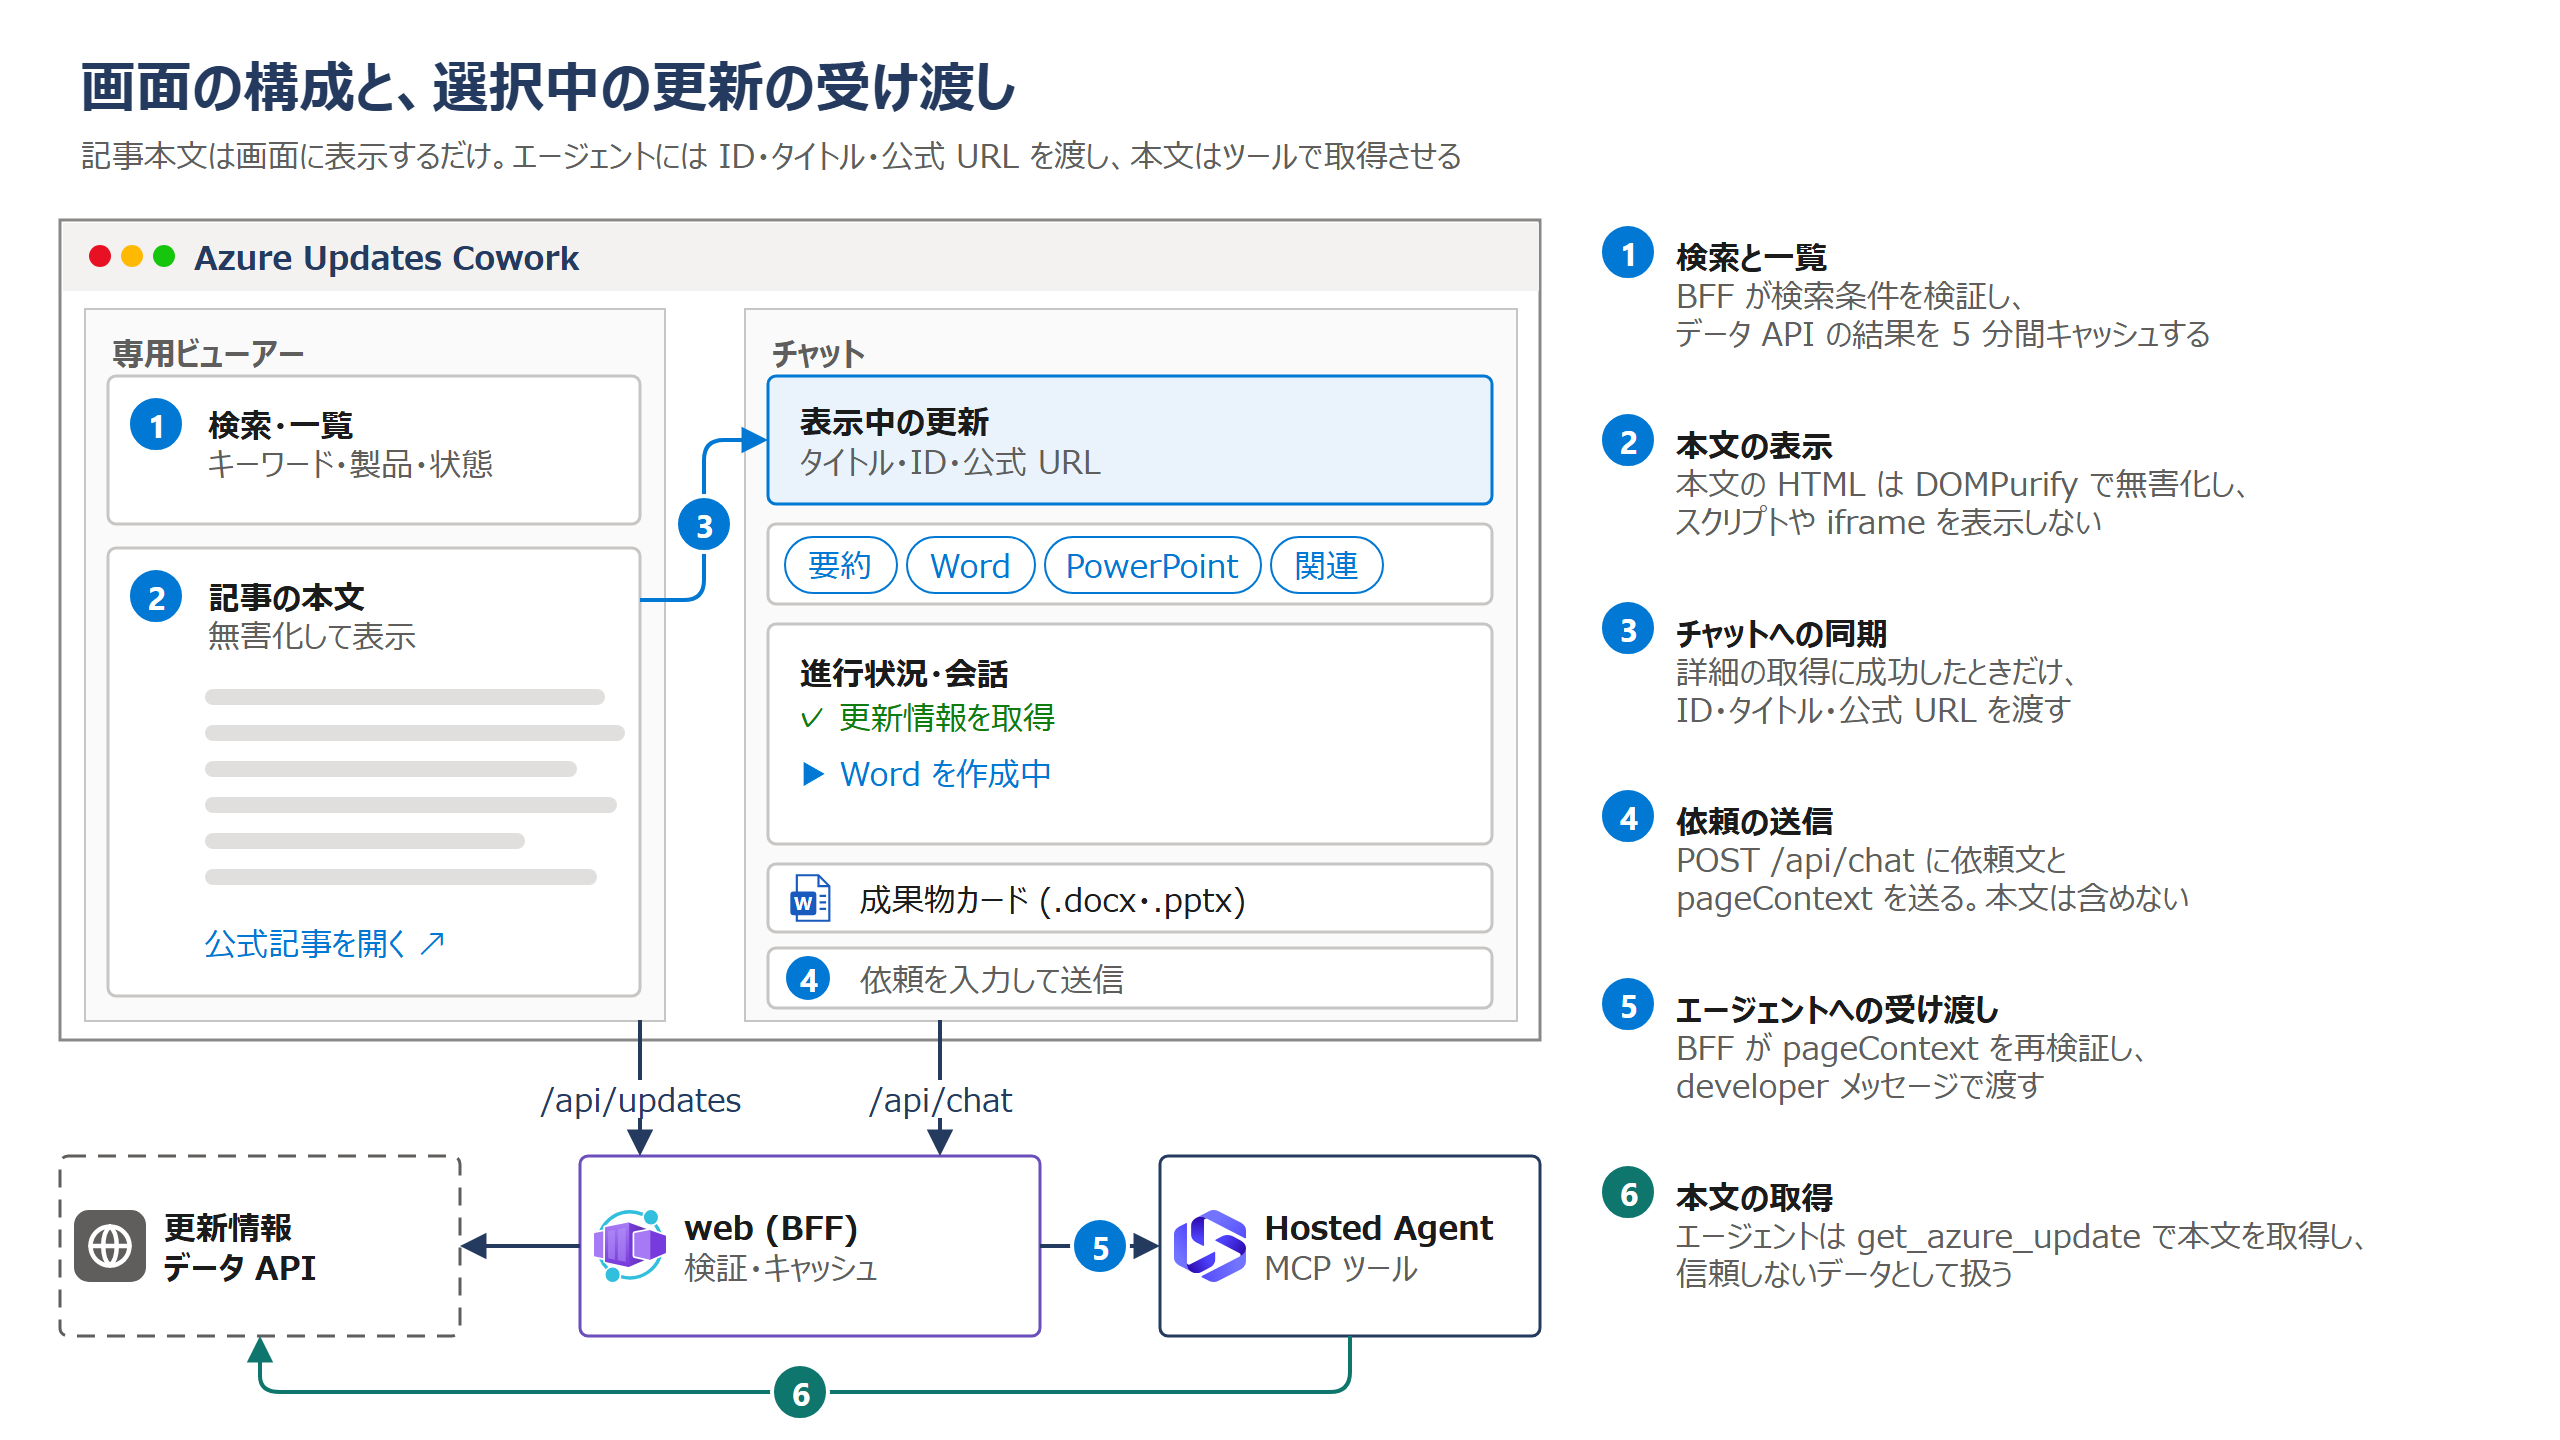 画面の構成と、選択中の更新の受け渡し
記事本文は画面に表示するだけ。エージェントには ID・タイトル・公式 URL を渡し、本文はツールで取得させる
Azure Updates Cowork
専用ビューアー
1 検索・一覧
キーワード・製品・状態
2 記事の本文
無害化して表示
公式記事を開く ↗
3
チャット
表示中の更新
タイトル・ID・公式 URL
要約 Word PowerPoint 関連
進行状況・会話
✓ 更新情報を取得
▶ Word を作成中
W 成果物カード (.docx・.pptx)
4 依頼を入力して送信
/api/updates
/api/chat
更新情報
データ API
web (BFF)
検証・キャッシュ
5
Hosted Agent
MCP ツール
6
1 検索と一覧
BFF が検索条件を検証し、
データ API の結果を 5 分間キャッシュする
2 本文の表示
本文の HTML は DOMPurify で無害化し、
スクリプトや iframe を表示しない
3 チャットへの同期
詳細の取得に成功したときだけ、
ID・タイトル・公式 URL を渡す
4 依頼の送信
POST /api/chat に依頼文と
pageContext を送る。本文は含めない
5 エージェントへの受け渡し
BFF が pageContext を再検証し、
developer メッセージで渡す
6 本文の取得
エージェントは get_azure_update で本文を取得し、
信頼しないデータとして扱う